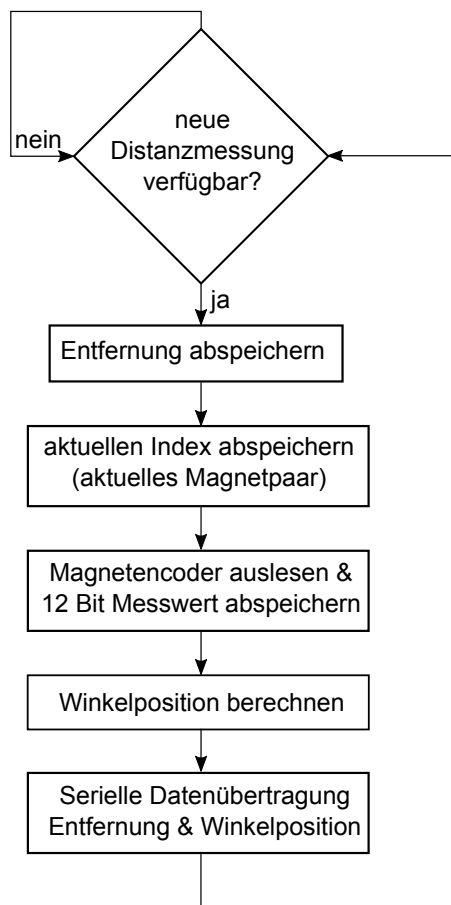 neue
Distanzmessung
verfügbar?
nein
ja
Entfernung abspeichern
aktuellen Index abspeichern
(aktuelles Magnetpaar)
Magnetencoder auslesen &
12 Bit Messwert abspeichern
Winkelposition berechnen
Serielle Datenübertragung
Entfernung & Winkelposition